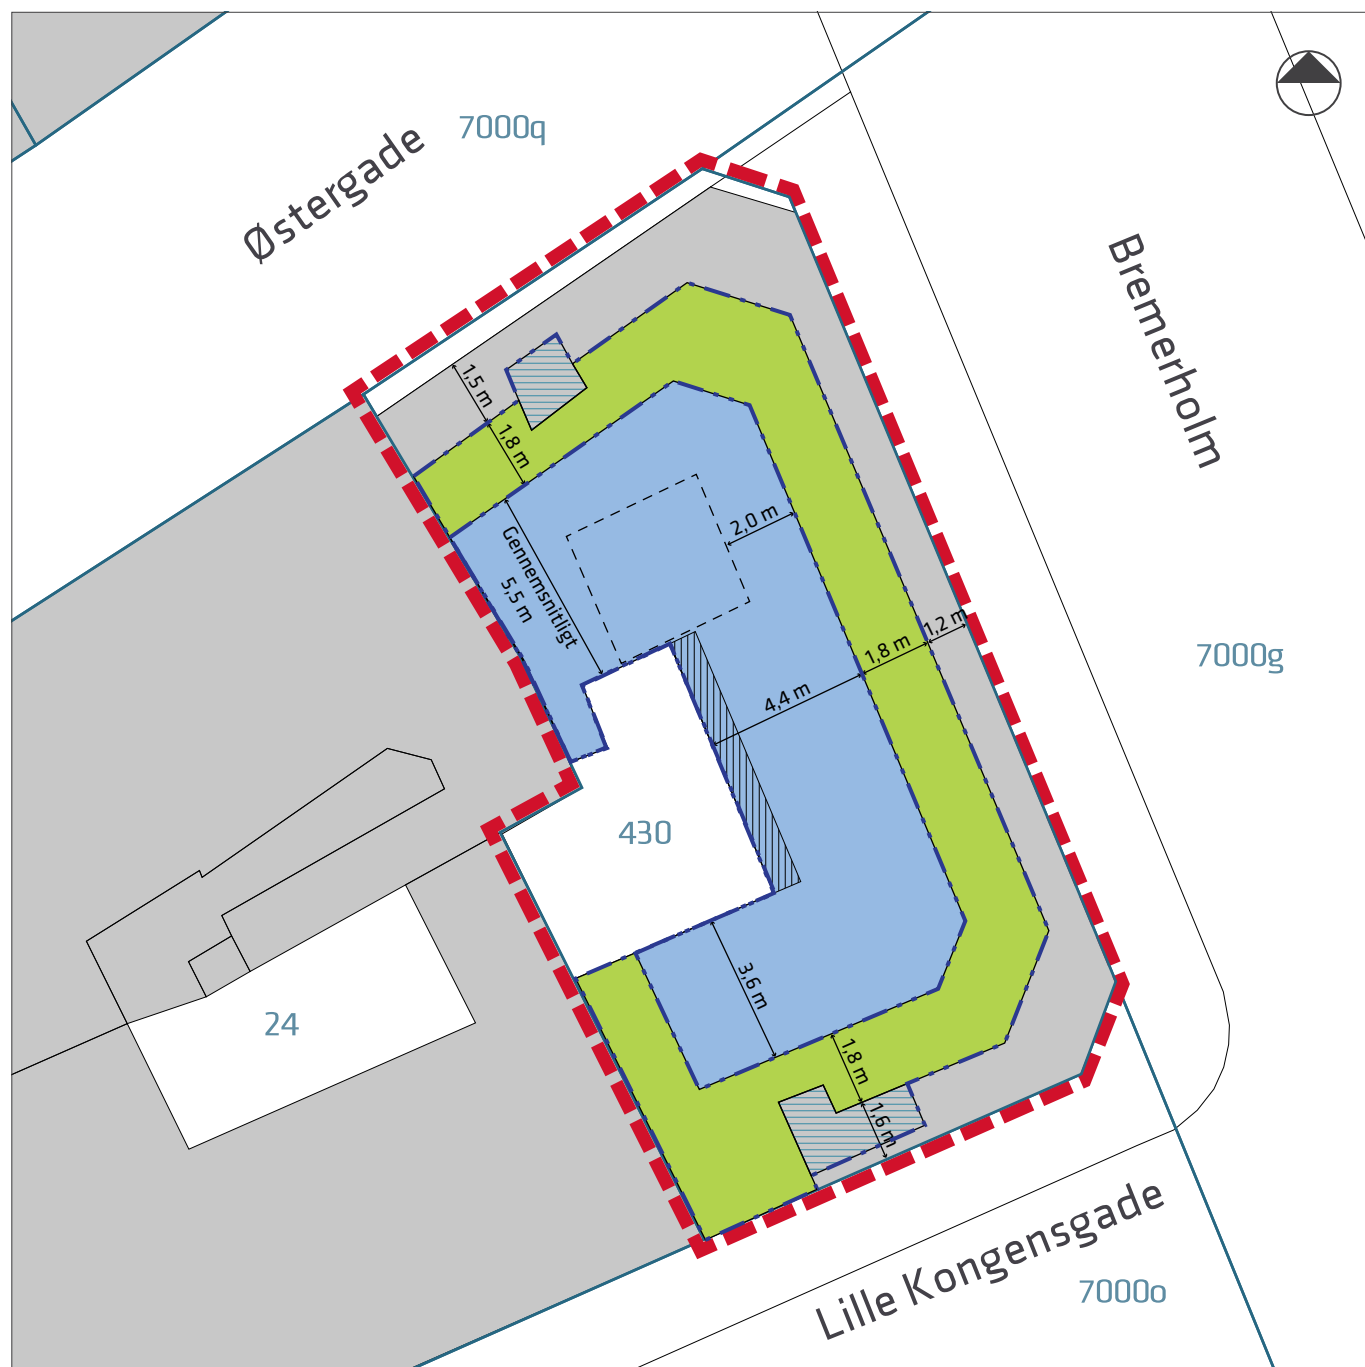 7000q
Østergade
Bremerholm
1,5 m
1,8 m
2,0 m
Gennemsnitligt
5,5 m
1,2 m
1,8 m
7000g
4,4 m
430
3,6 m
24
1,8 m
1,6 m
Lille Kongensgade
7000o